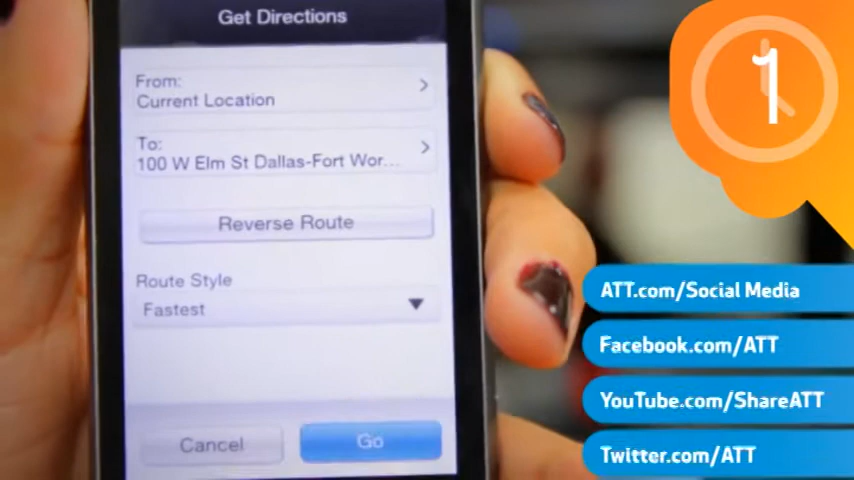 Get Directions
From:
Current Location
To:
100 W Elm St Dallas-Fort Wor...
Reverse Route
Route Style
Fastest
Cancel
Go
1
ATT.com/Social Media
Facebook.com/ATT
YouTube.com/ShareATT
Twitter.com/ATT